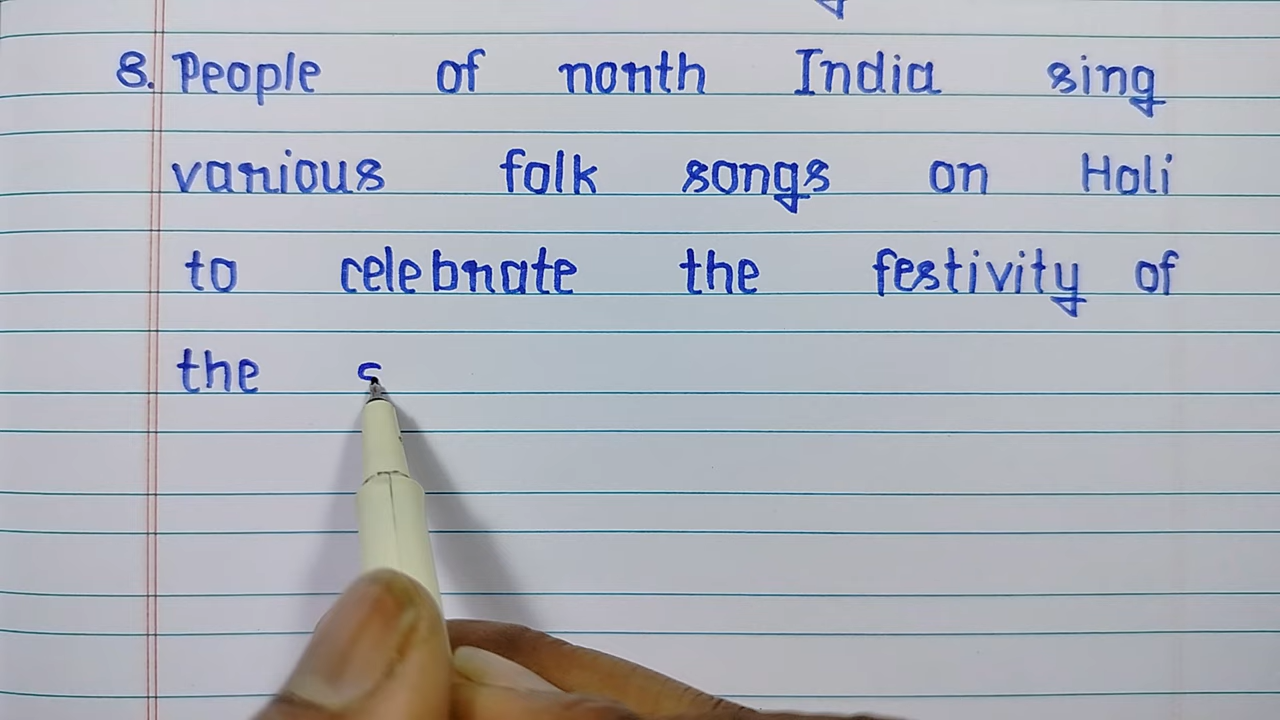 8. People of north India sing
various folk songs on Holi
to celebrate the festivity of
the s